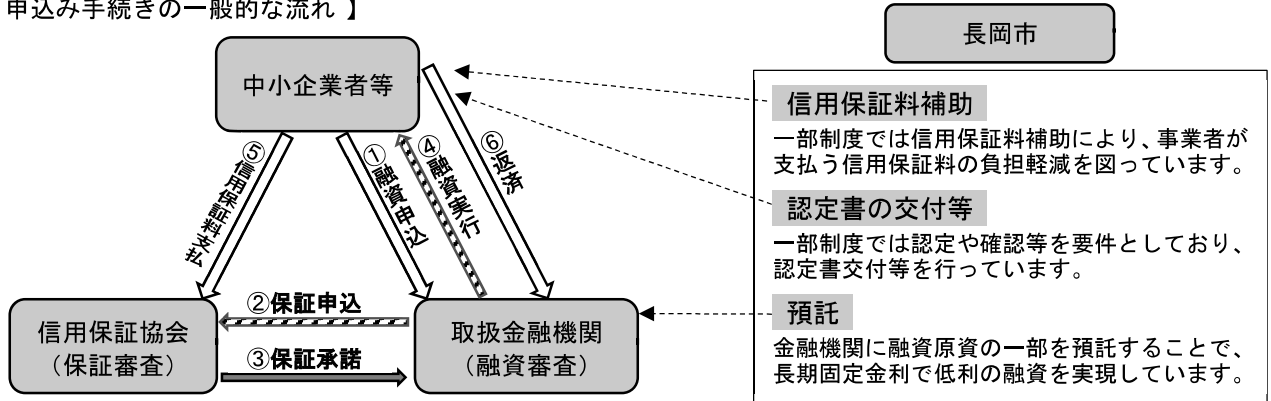 申込み手続きの一般的な流れ 】
中小企業者等
⑤信用保証料支払
①融資申込
④融資実行
⑥返済
②保証申込
③保証承諾
信用保証協会
（保証審査）
取扱金融機関
（融資審査）
長岡市
信用保証料補助
一部制度では信用保証料補助により、事業者が
支払う信用保証料の負担軽減を図っています。
認定書の交付等
一部制度では認定や確認等を要件としており、
認定書交付等を行っています。
預託
金融機関に融資原資の一部を預託することで、
長期固定金利で低利の融資を実現しています。